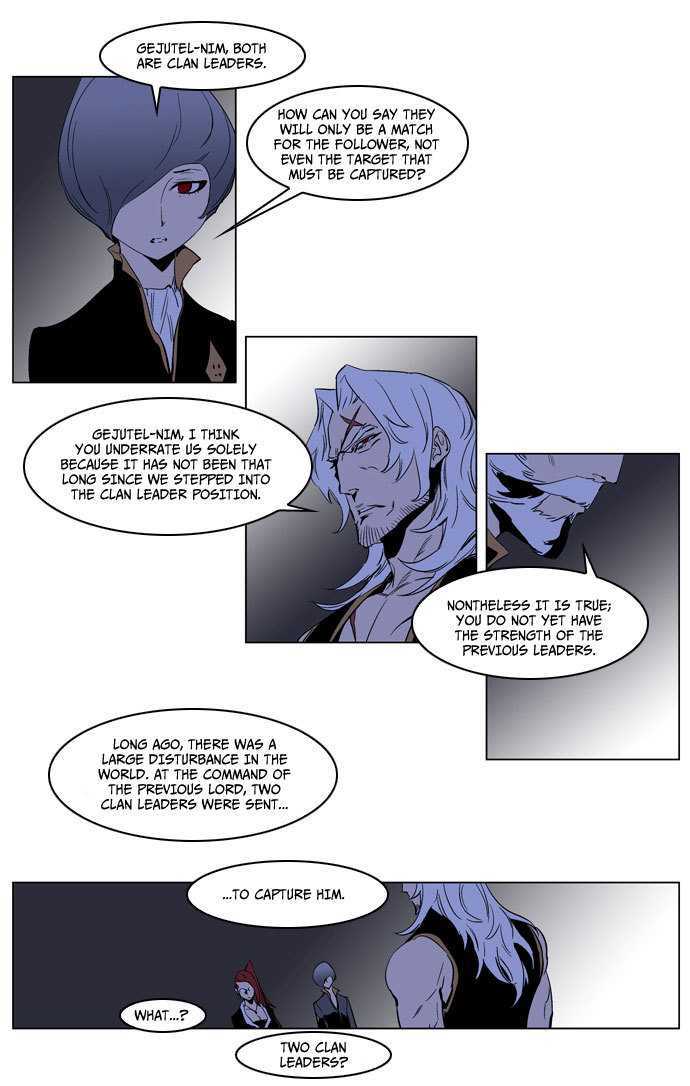 GEJUTEL-NIM, BOTH
ARE CLAN LEADERS.
HOW CAN YOU SAY THEY
WILL ONLY BE A MATCH
FOR THE FOLLOWER, NOT
EVEN THE TARGET THAT
MUST BE CAPTURED?
GEJUTEL-NIM, I THINK
YOU UNDERRATE US SOLELY
BECAUSE IT HAS NOT BEEN THAT
LONG SINCE WE STEPPED INTO
THE CLAN LEADER POSITION.
NONTHELESS IT IS TRUE;
YOU DO NOT YET HAVE
THE STRENGTH OF THE
PREVIOUS LEADERS.
LONG AGO, THERE WAS A
LARGE DISTURBANCE IN THE
WORLD. AT THE COMMAND OF
THE PREVIOUS LORD, TWO
CLAN LEADERS WERE SENT...
...TO CAPTURE HIM.
WHAT...?
TWO CLAN
LEADERS?